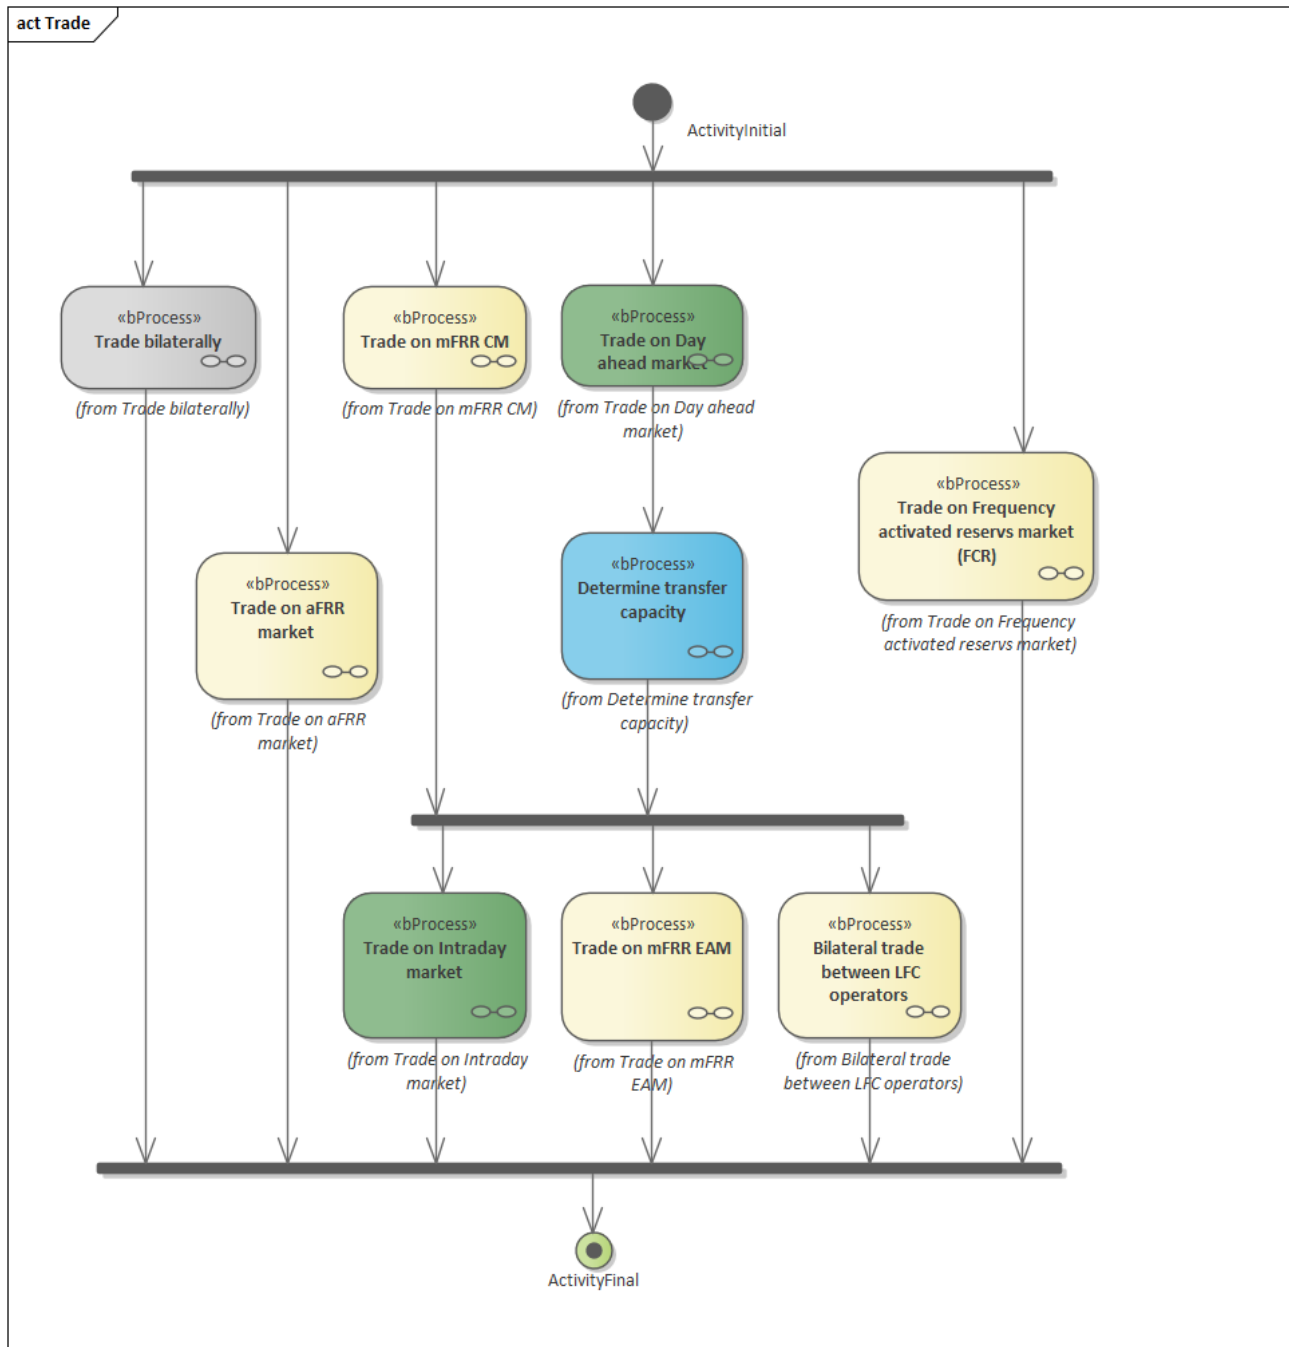 act Trade
ActivityInitial
«bProcess»
Trade bilaterally
(from Trade bilaterally)
«bProcess»
Trade on mFRR CM
(from Trade on mFRR CM)
«bProcess»
Trade on Day
ahead market
(from Trade on Day ahead
market)
«bProcess»
Trade on Frequency
activated reservs market
(FCR)
(from Trade on Frequency
activated reservs market)
«bProcess»
Trade on aFRR
market
(from Trade on aFRR
market)
«bProcess»
Determine transfer
capacity
(from Determine transfer
capacity)
«bProcess»
Trade on Intraday
market
(from Trade on Intraday
market)
«bProcess»
Trade on mFRR EAM
(from Trade on mFRR
EAM)
«bProcess»
Bilateral trade
between LFC
operators
(from Bilateral trade
between LFC operators)
ActivityFinal